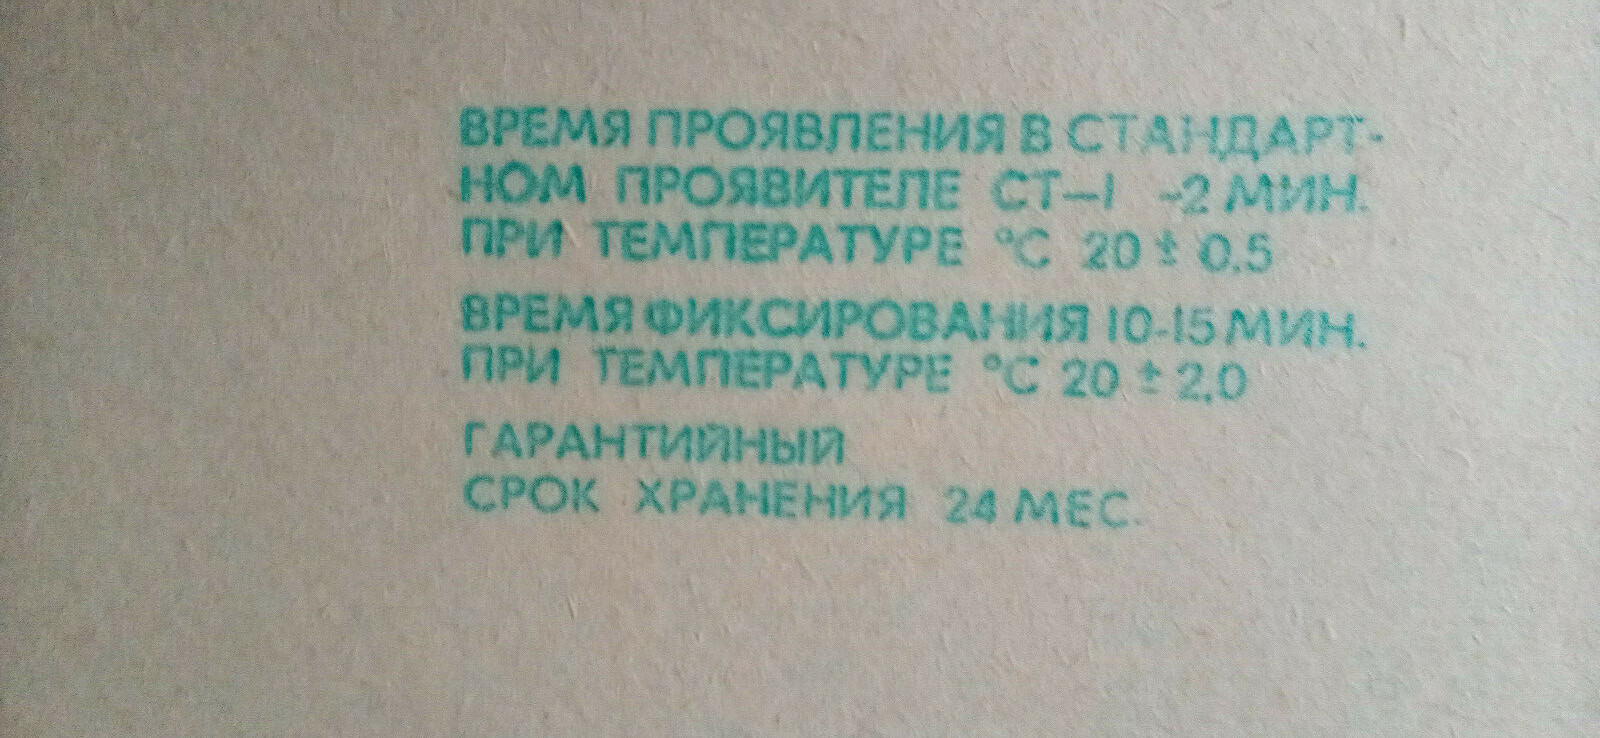 ВРЕМЯ ПРОЯВЛЕНИЯ В СТАНДАРТ-
НОМ ПРОЯВИТЕЛЕ СТ—I -2 МИН.
ПРИ ТЕМПЕРАТУРЕ °С 20 ± 0.5
ВРЕМЯ ФИКСИРОВАНИЯ 10-15 МИН.
ПРИ ТЕМПЕРАТУРЕ °С 20 ± 2,0
ГАРАНТИЙНЫЙ
СРОК ХРАНЕНИЯ 24 МЕС.